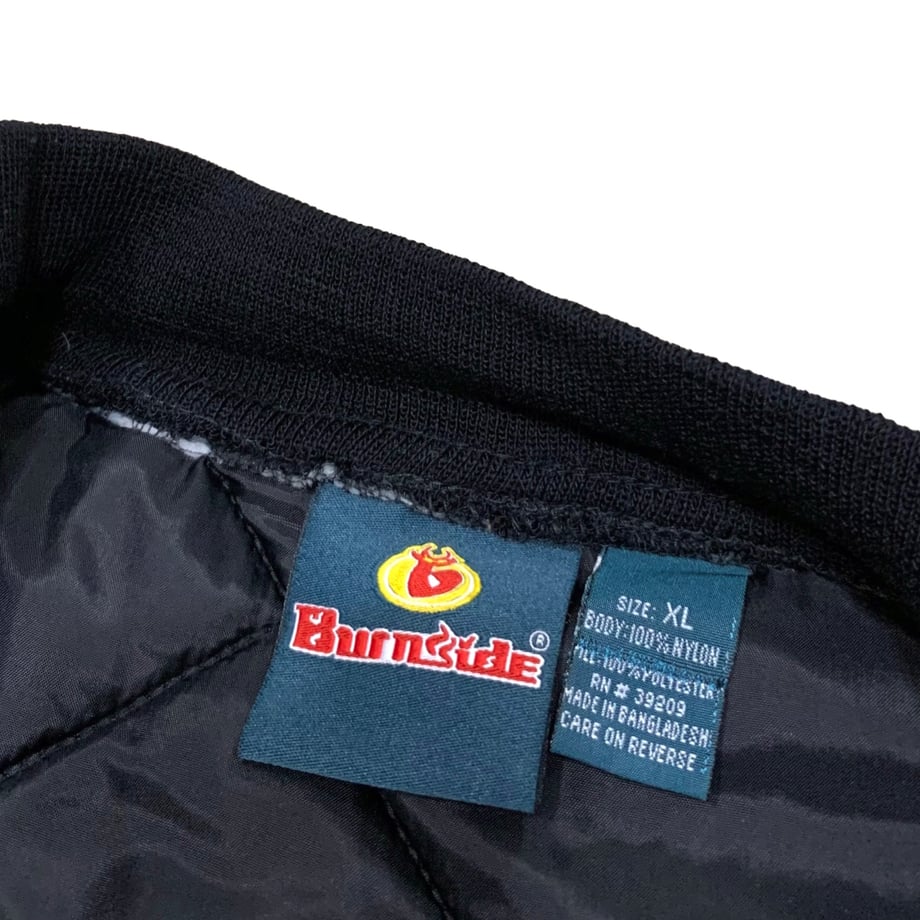 Burnside®
SIZE: XL
BODY:100%NYLON
100%POLYESTER
RN # 39209
MADE IN BANGLADESH
CARE ON REVERSE